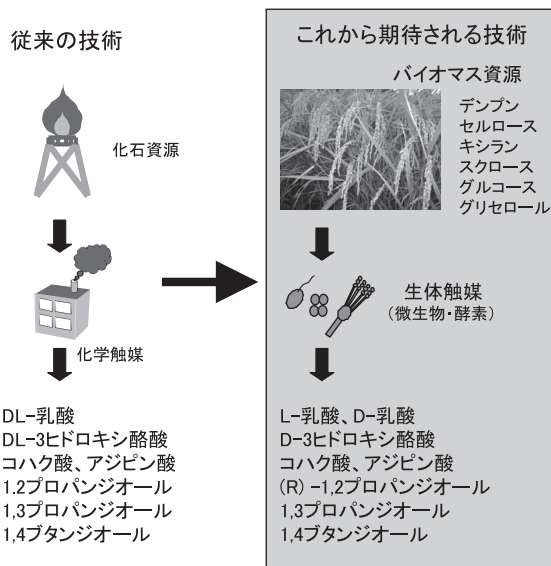 従来の技術
化石資源
化学触媒
DL-乳酸
DL-3ヒドロキシ酪酸
コハク酸、アジピン酸
1.2プロパンジオール
1,3プロパンジオール
1,4ブタンジオール
これから期待される技術
バイオマス資源
デンプン
セルロース
キシラン
スクロース
グルコース
グリセロール
生体触媒
(微生物・酵素)
L-乳酸、D-乳酸
D-3ヒドロキシ酪酸
コハク酸、アジピン酸
(R)-1,2プロパンジオール
1,3プロパンジオール
1,4ブタンジオール